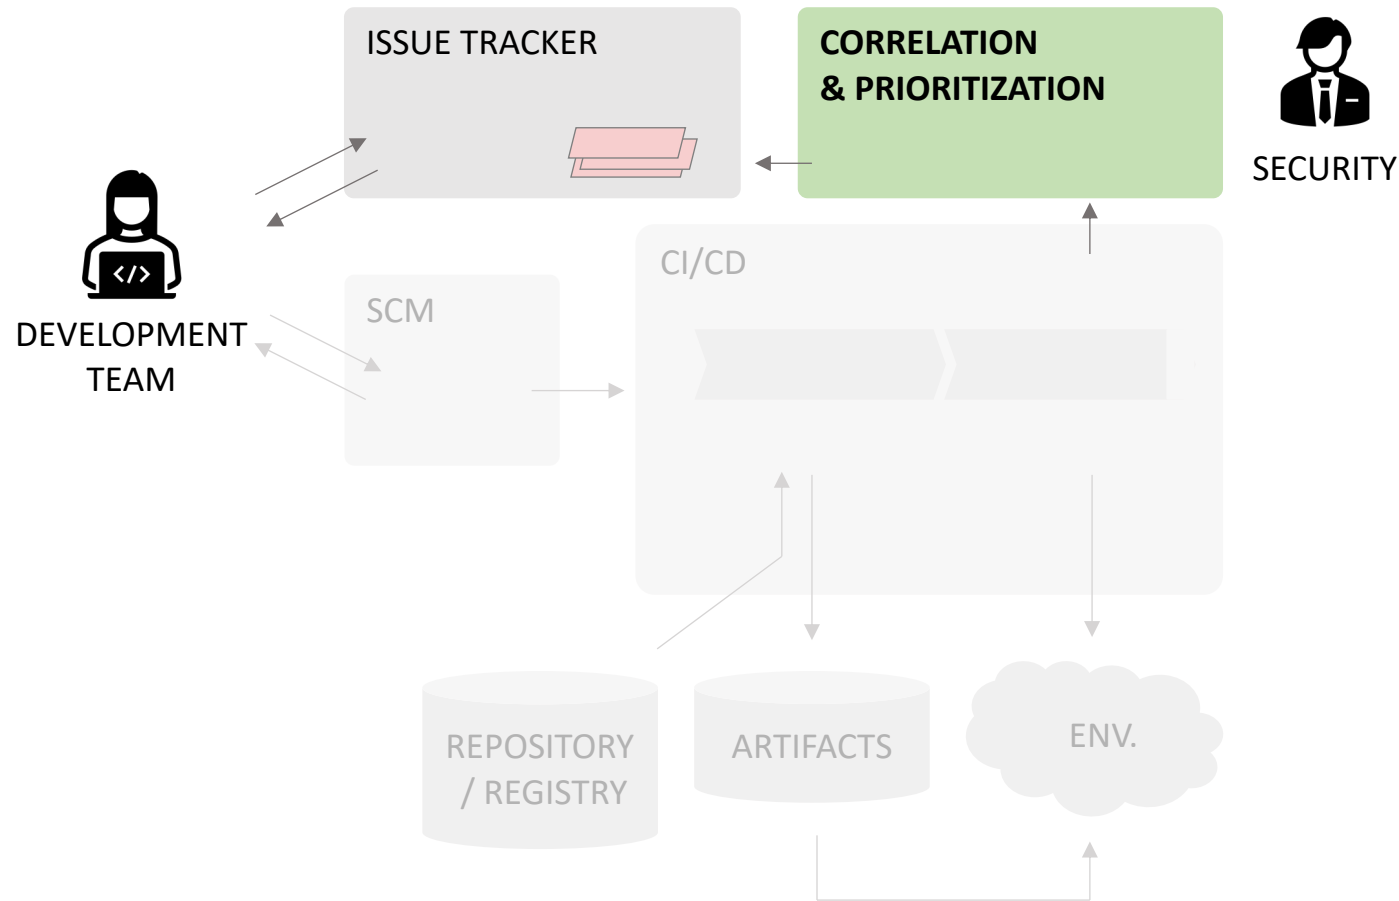 ISSUE TRACKER
CORRELATION
& PRIORITIZATION
SECURITY
</>
DEVELOPMENT
TEAM
SCM
CI/CD
REPOSITORY
/ REGISTRY
ARTIFACTS
ENV.